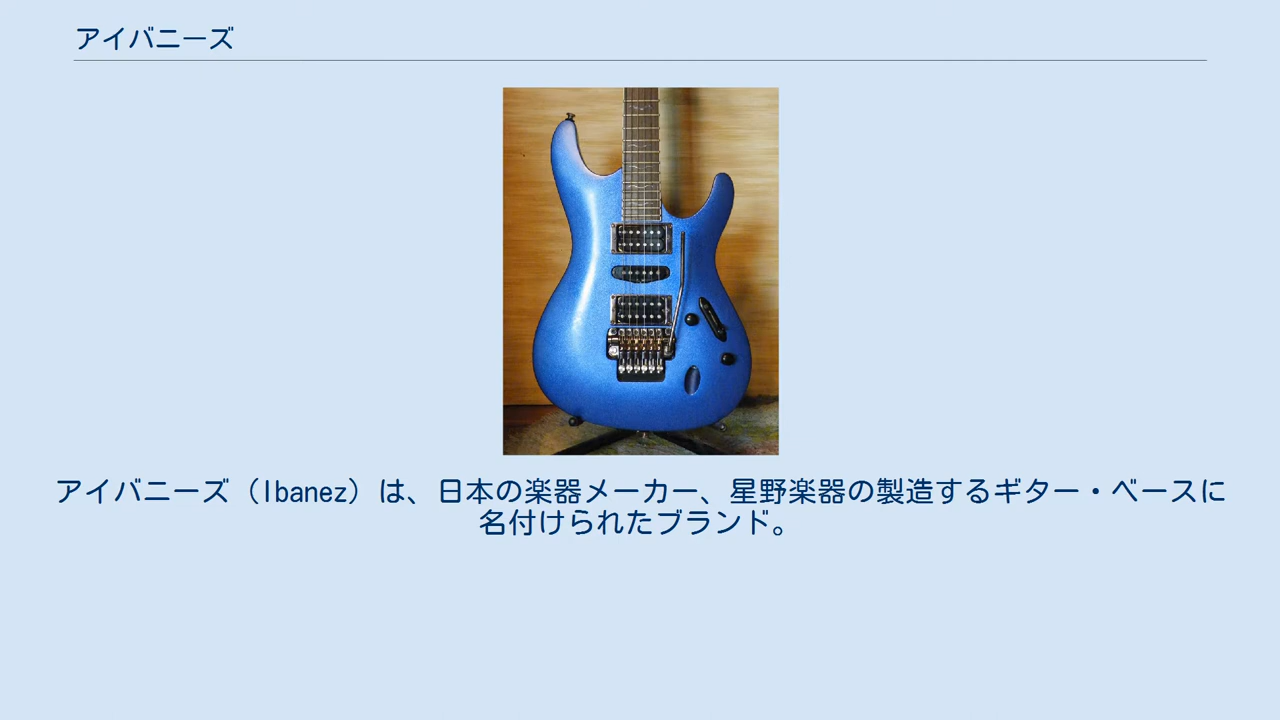 アイバニーズ
アイバニーズ（Ibanez）は、日本の楽器メーカー、星野楽器の製造するギター・ベースに
名付けられたブランド。